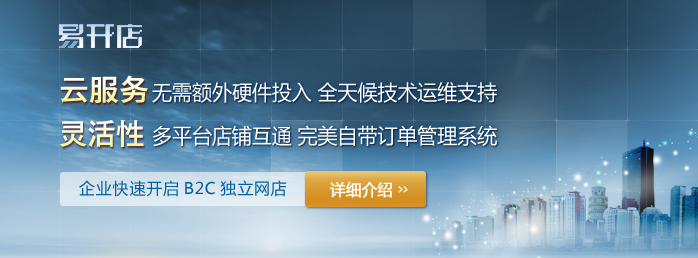 易开店
云服务 无需额外硬件投入 全天候技术运维支持
灵活性 多平台店铺互通 完美自带订单管理系统
企业快速开启 B2C 独立网店 详细介绍 >>